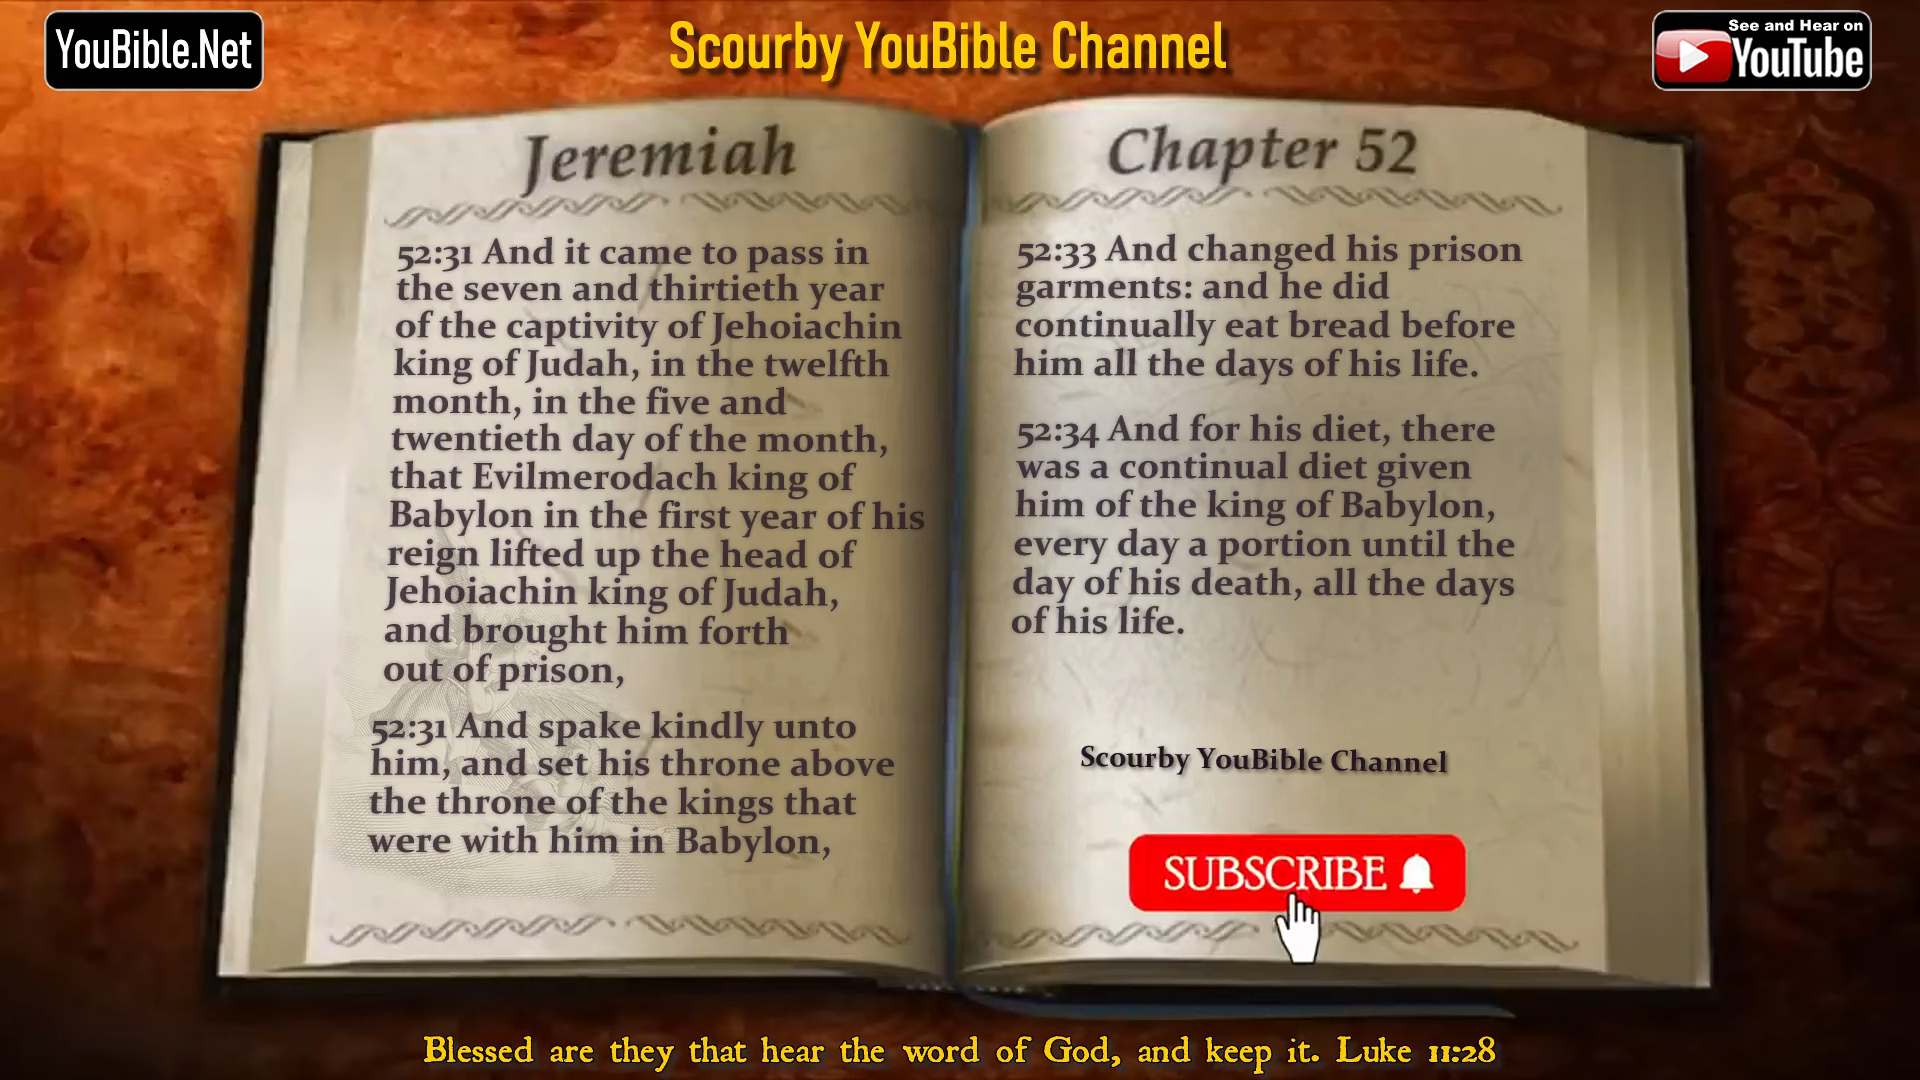 YouBible.Net
Scourby YouBible Channel
See and Hear on
YouTube
Jeremiah
52:31 And it came to pass in
the seven and thirtieth year
of the captivity of Jehoiachin
king of Judah, in the twelfth
month, in the five and
twentieth day of the month,
that Evilmerodach king of
Babylon in the first year of his
reign lifted up the head of
Jehoiachin king of Judah,
and brought him forth
out of prison,
52:31 And spake kindly unto
him, and set his throne above
the throne of the kings that
were with him in Babylon,
Chapter 52
52:33 And changed his prison
garments: and he did
continually eat bread before
him all the days of his life.
52:34 And for his diet, there
was a continual diet given
him of the king of Babylon,
every day a portion until the
day of his death, all the days
of his life.
Scourby YouBible Channel
SUBSCRIBE
Blessed are they that hear the word of God, and keep it. Luke 11:28